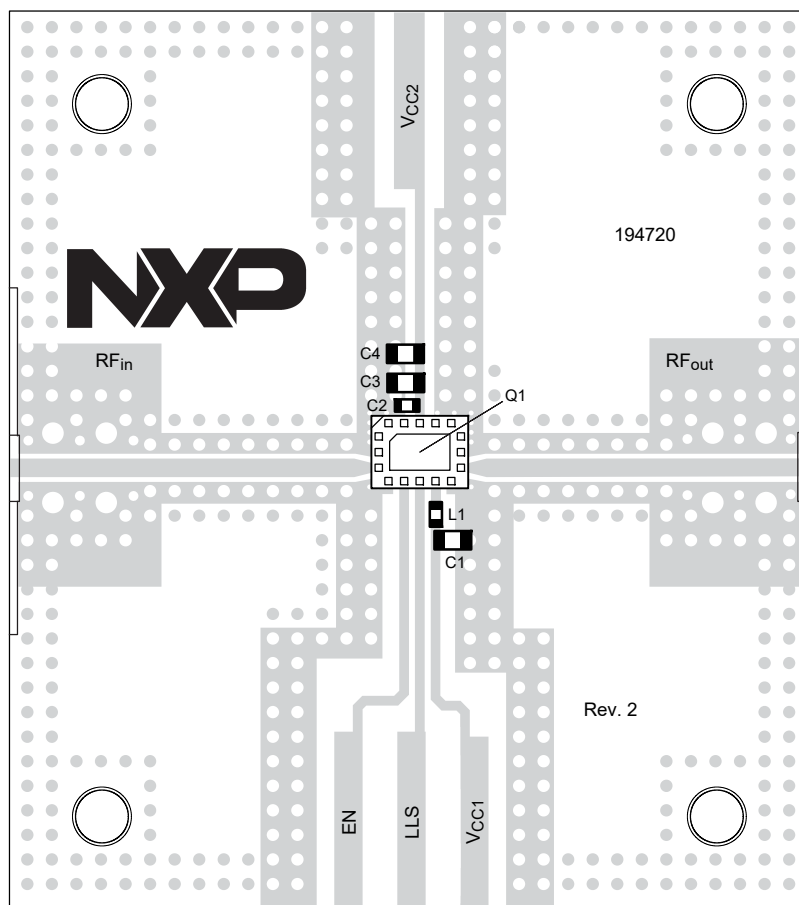 VCC2
NXP
194720
RFin
RFout
C4
C3
C2
Q1
L1
C1
Rev. 2
EN
LLS
VCC1